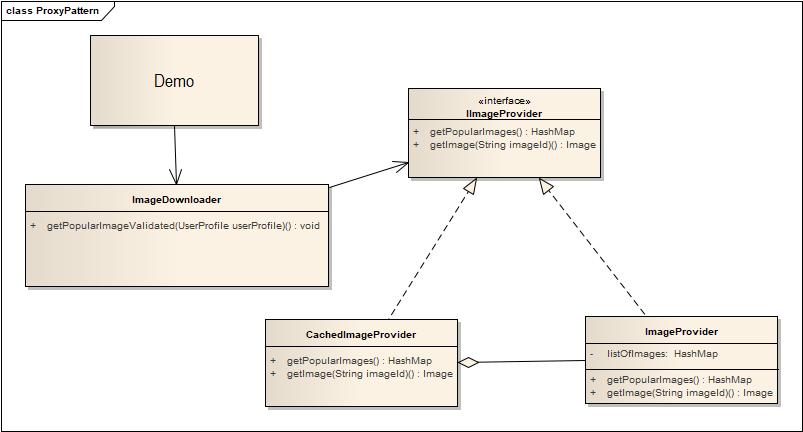 class ProxyPattern
Demo
«interface»
IImageProvider
+ getPopularImages() : HashMap
+ getImage(String imageId)() : Image
ImageDownloader
+ getPopularImageValidated(UserProfile userProfile)() : void
CachedImageProvider
+ getPopularImages() : HashMap
+ getImage(String imageId)() : Image
ImageProvider
- listOfImages: HashMap
+ getPopularImages() : HashMap
+ getImage(String imageId)() : Image